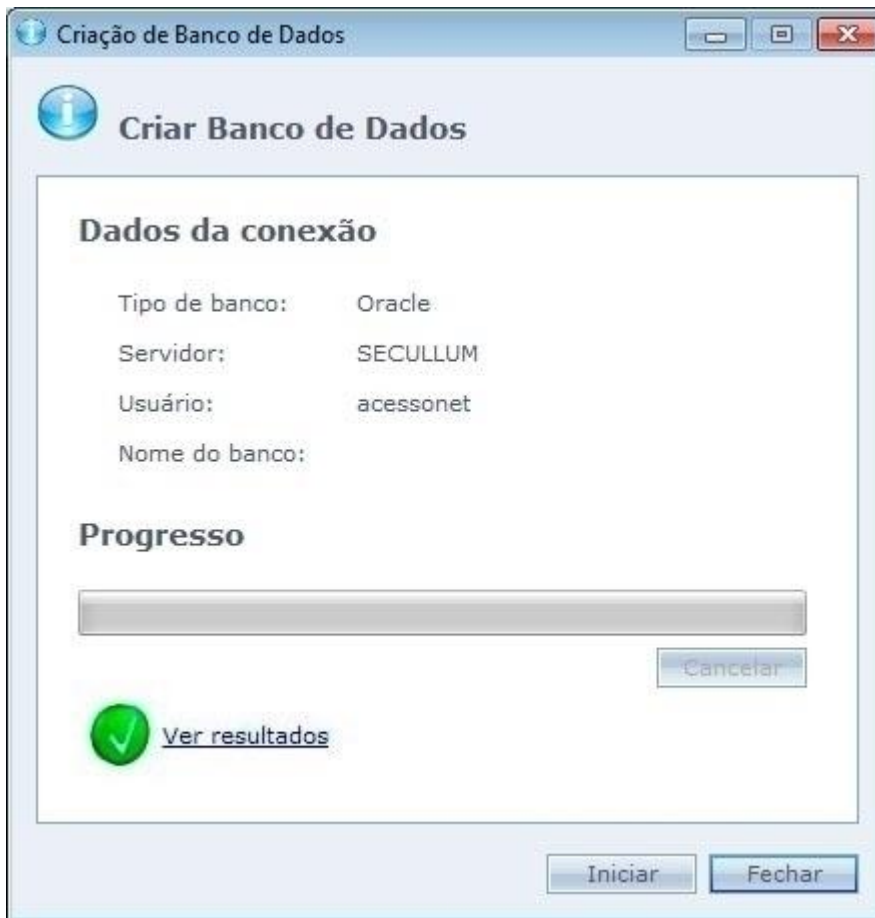 Criação de Banco de Dados
Criar Banco de Dados
Dados da conexão
Tipo de banco: Oracle
Servidor: SECULLUM
Usuário: acessonet
Nome do banco:
Progresso
Cancelar
Ver resultados
Iniciar Fechar